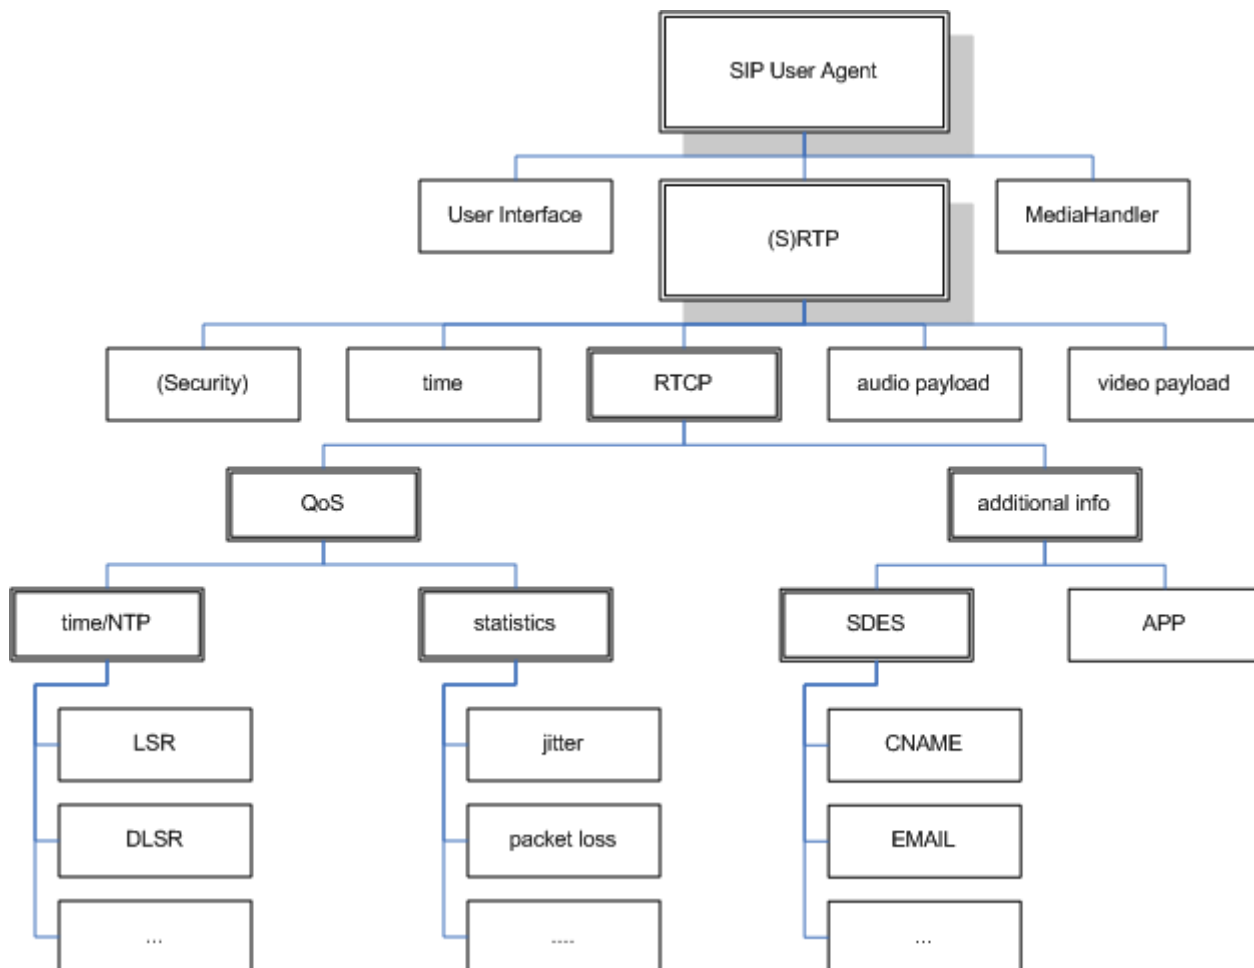 SIP User Agent
User Interface
(S)RTP
MediaHandler
(Security)
time
RTCP
audio payload
video payload
QoS
additional info
time/NTP
statistics
SDES
APP
LSR
jitter
CNAME
DLSR
packet loss
EMAIL
...
....
...